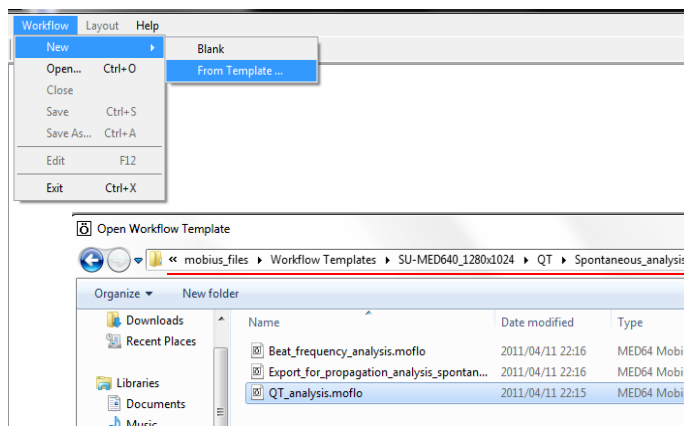 Workflow Layout Help
New Blank
Open... Ctrl+O From Template ...
Close
Save Ctrl+S
Save As... Ctrl+A
Edit F12
Exit Ctrl+X
Open Workflow Template
« mobius_files Workflow Templates SU-MED640_1280x1024 QT Spontaneous_analysis
Organize New folder
Downloads Name Date modified Type
Recent Places Beat_frequency_analysis.moflo 2011/04/11 22:16 MED64 Mobi
Export_for_propagation_analysis_spontan... 2011/04/11 22:16 MED64 Mobi
Libraries QT_analysis.moflo 2011/04/11 22:15 MED64 Mobi
Documents
Music